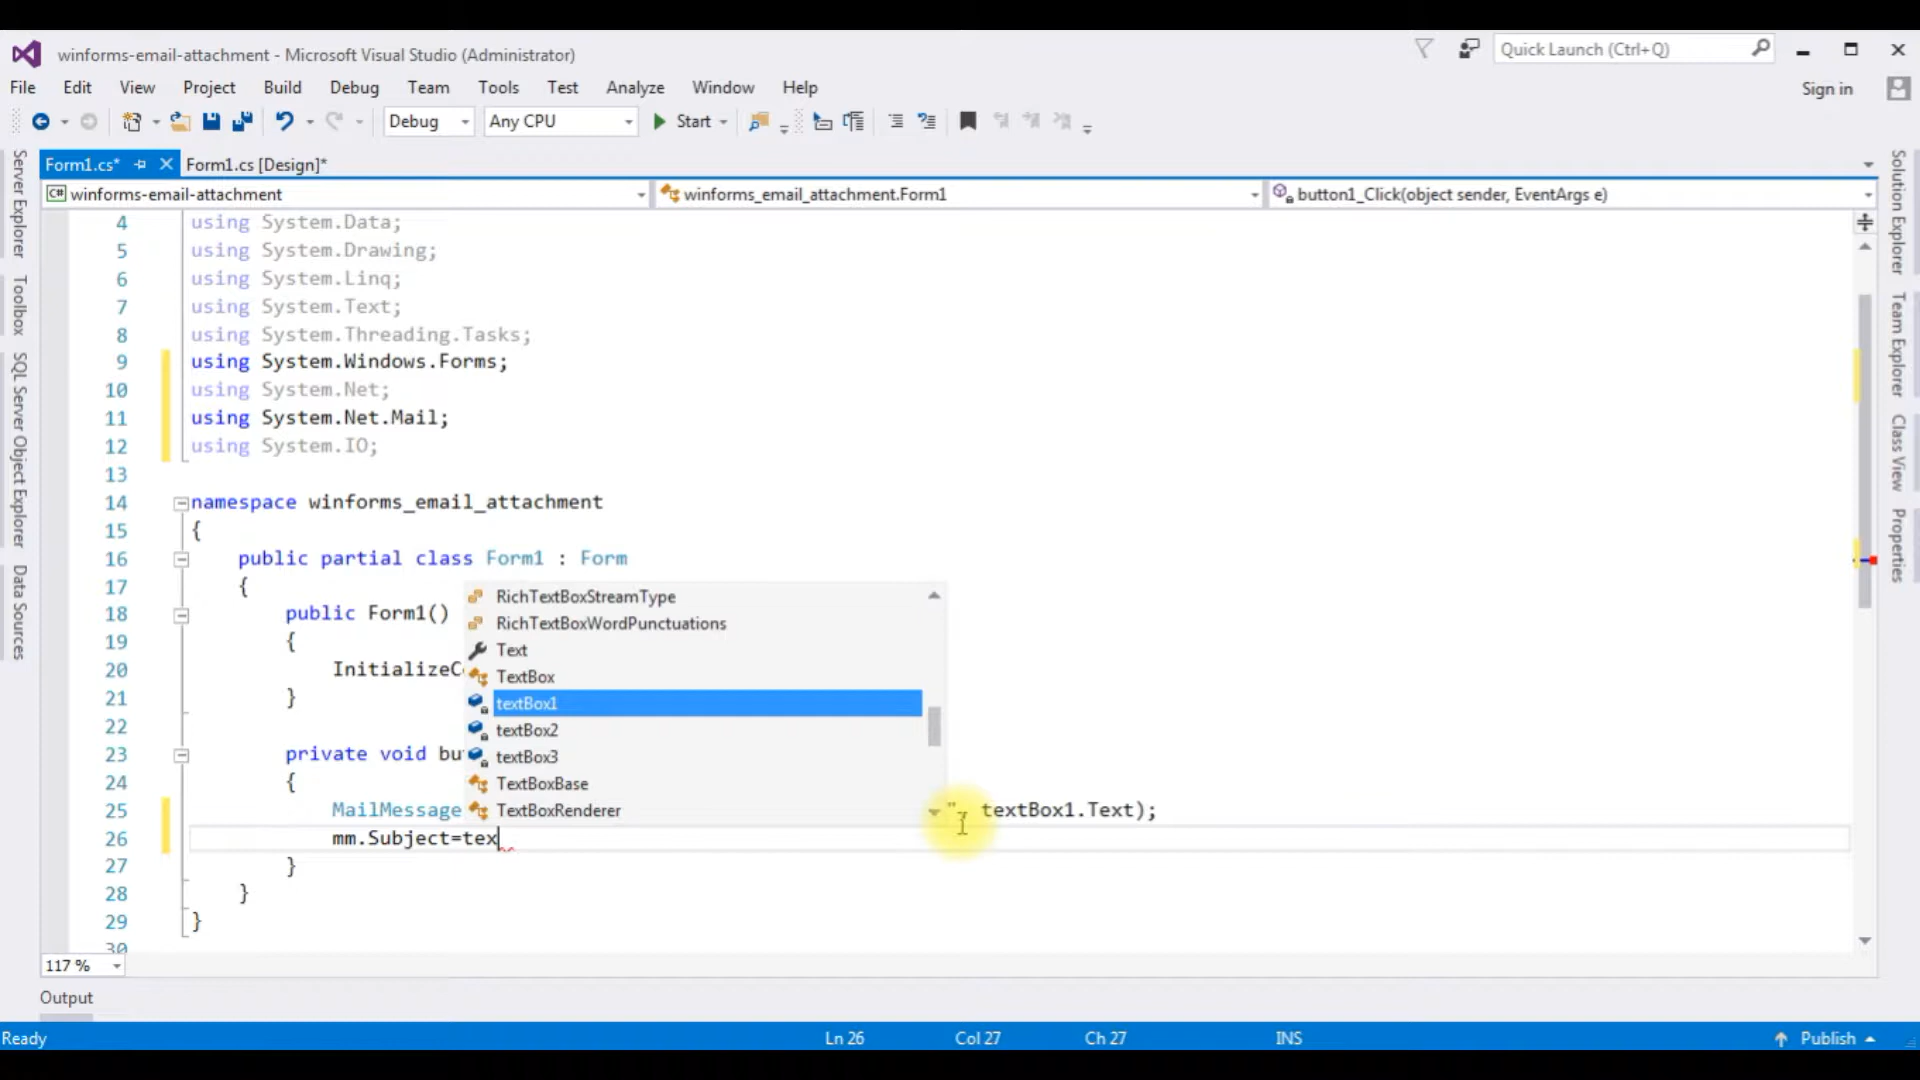 winforms-email-attachment - Microsoft Visual Studio (Administrator)
Quick Launch (Ctrl+Q)
File Edit View Project Build Debug Team Tools Test Analyze Window Help
Sign in
Debug Any CPU Start
Form1.cs* Form1.cs [Design]*
C# winforms-email-attachment winforms_email_attachment.Form1 button1_Click(object sender, EventArgs e)
Server Explorer
Toolbox
SQL Server Object Explorer
Data Sources
4 using System.Data;
5 using System.Drawing;
6 using System.Linq;
7 using System.Text;
8 using System.Threading.Tasks;
9 using System.Windows.Forms;
10 using System.Net;
11 using System.Net.Mail;
12 using System.IO;
13
14 namespace winforms_email_attachment
15 {
16 public partial class Form1 : Form
17 {
18 public Form1()
19 {
20 InitializeC
21 }
22
23 private void bu
24 {
25 MailMessage ", textBox1.Text);
26 mm.Subject=tex
27 }
28 }
29 }
30
RichTextBoxStreamType
RichTextBoxWordPunctuations
Text
TextBox
textBox1
textBox2
textBox3
TextBoxBase
TextBoxRenderer
Solution Explorer
Team Explorer
Class View
Properties
117 %
Output
Ready Ln 26 Col 27 Ch 27 INS Publish